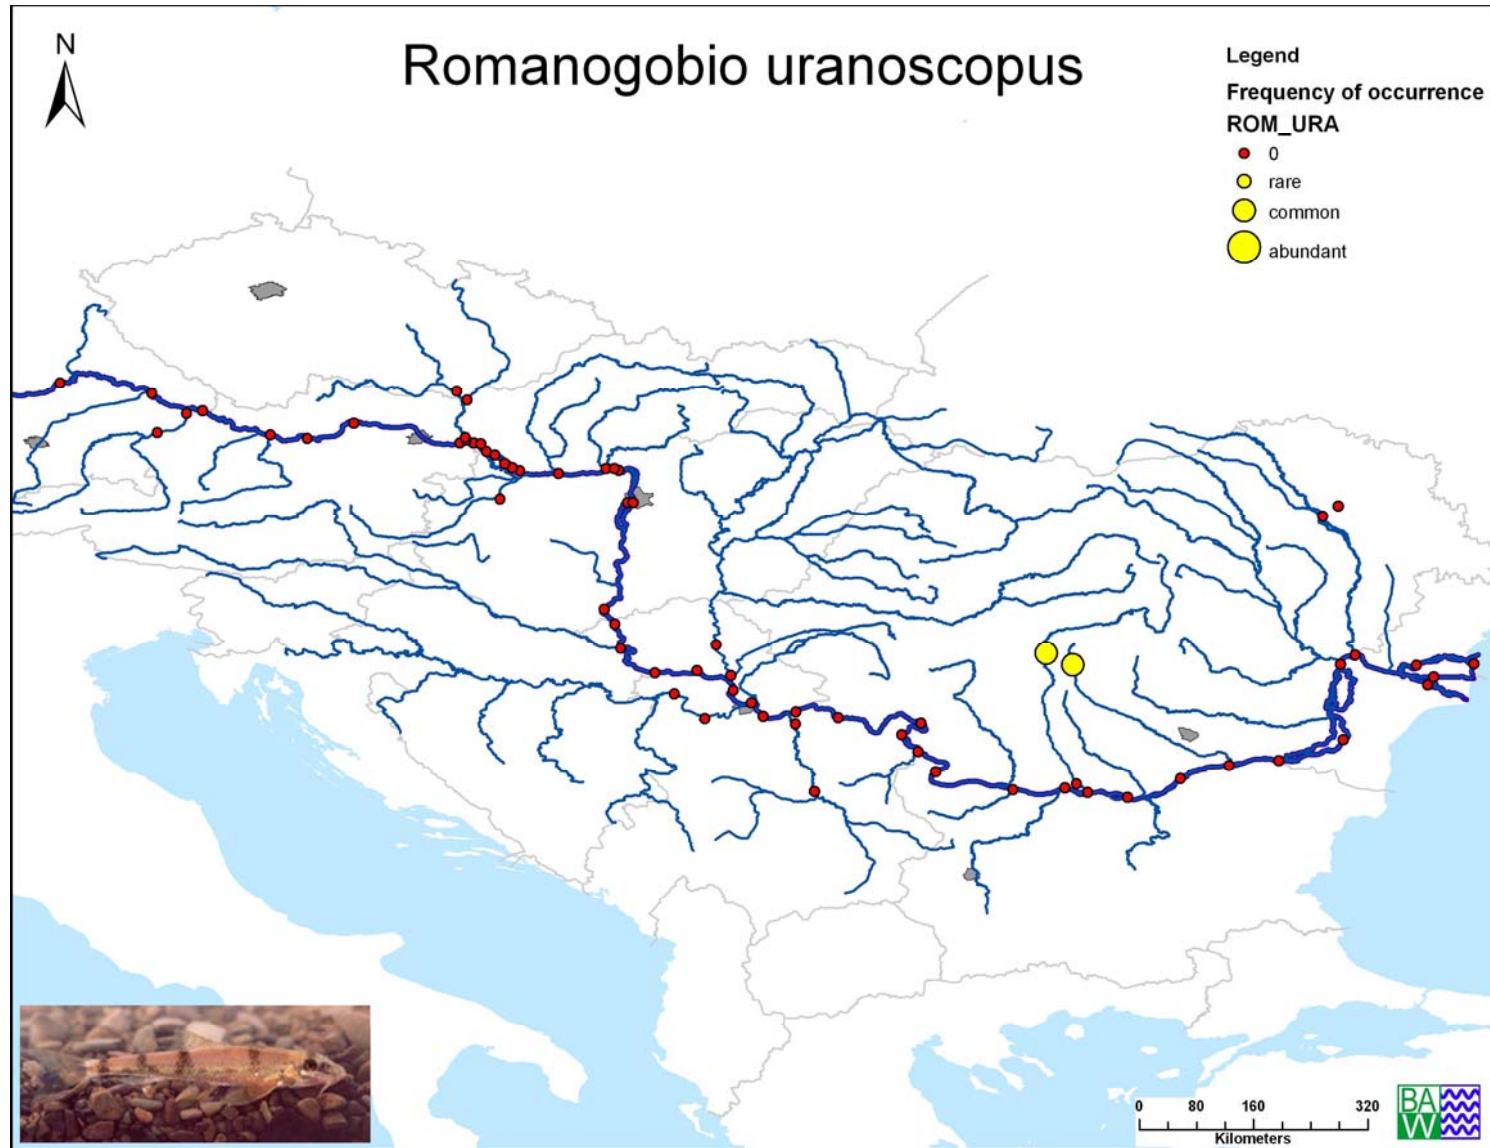 N
Romanogobio uranoscopus
Legend
Frequency of occurrence
ROM_URA
0
rare
common
abundant
0 80 160 320
Kilometers
BA
W